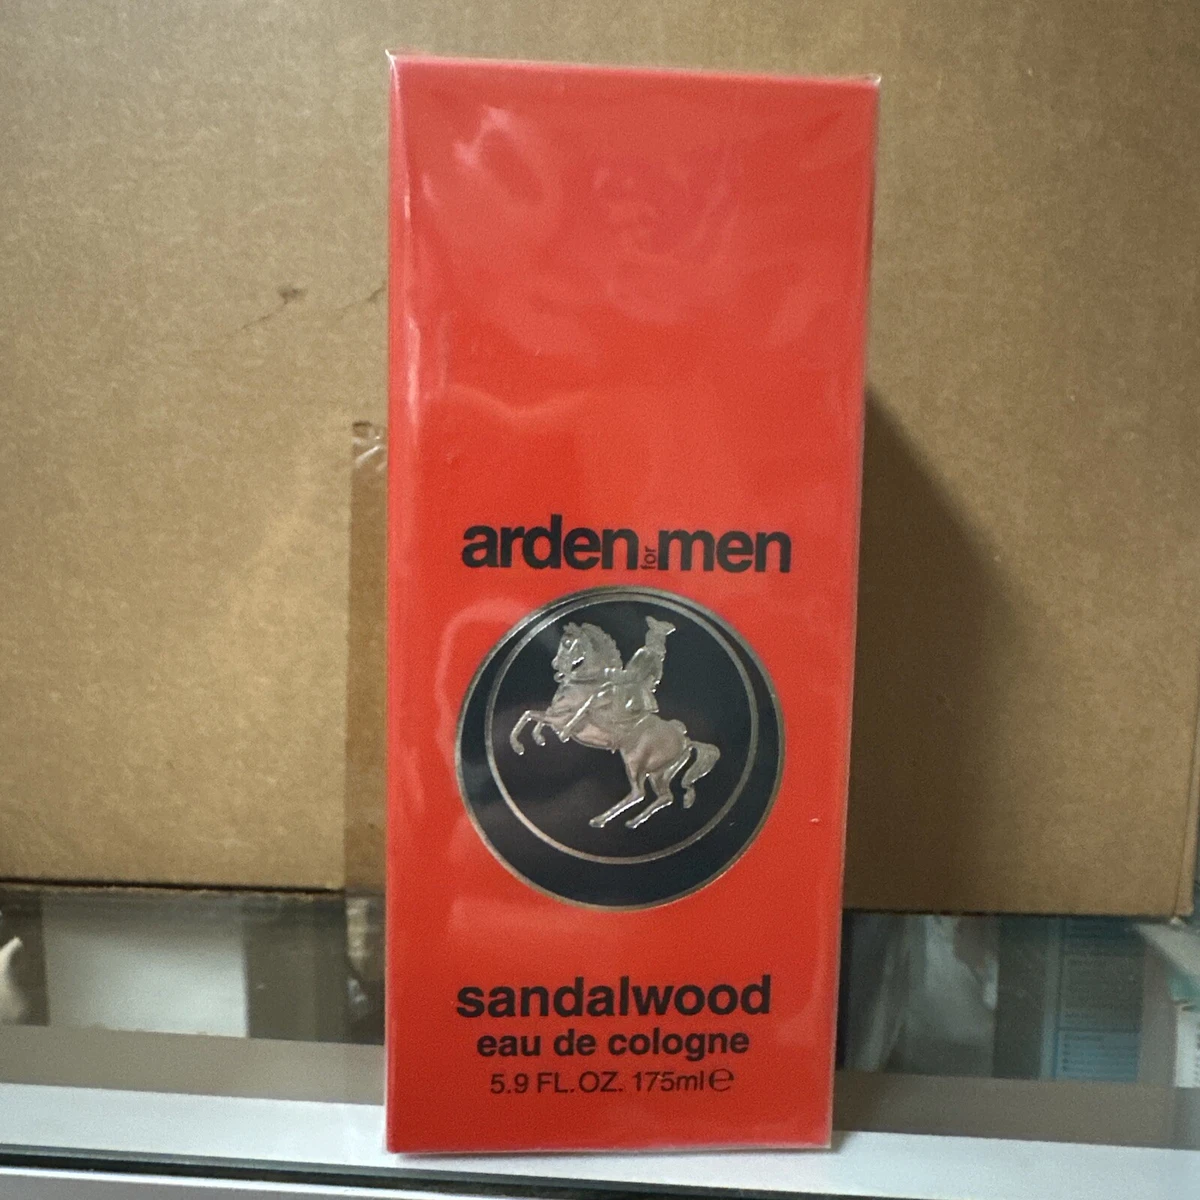 arden for men
sandalwood
eau de cologne
5.9 FL.OZ. 175ml℮